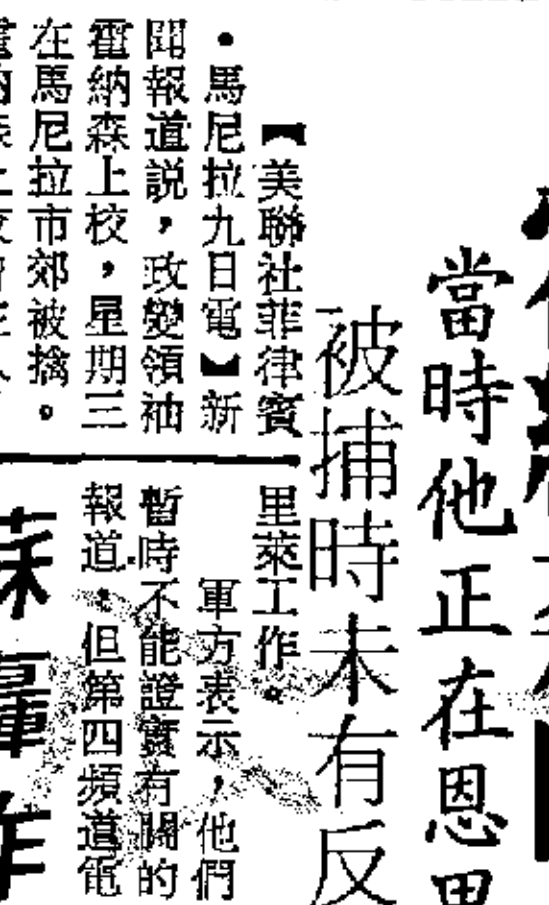 當時他正在恩
被捕時未有反
【美聯社菲律賓
・馬尼拉九日電】新
聞報道説，政變領袖
霍納森上校，星期三
在馬尼拉市郊被擒。
里萊工作。
軍方表示，他們
暫時不能證實有關的
報道。但第四頻道電